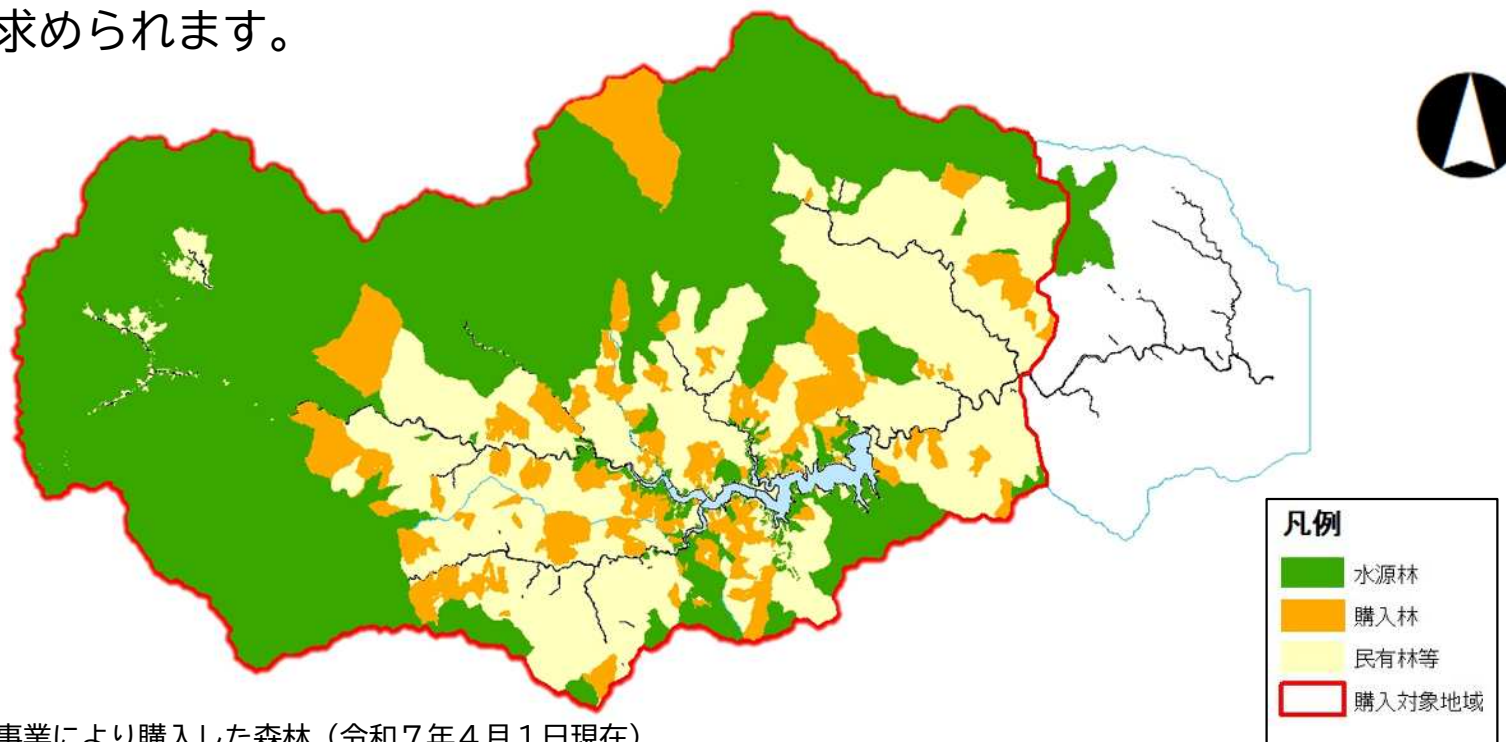 求められます。
凡例
水源林
購入林
民有林等
購入対象地域
事業により購入した森林（令和７年４月１日現在）